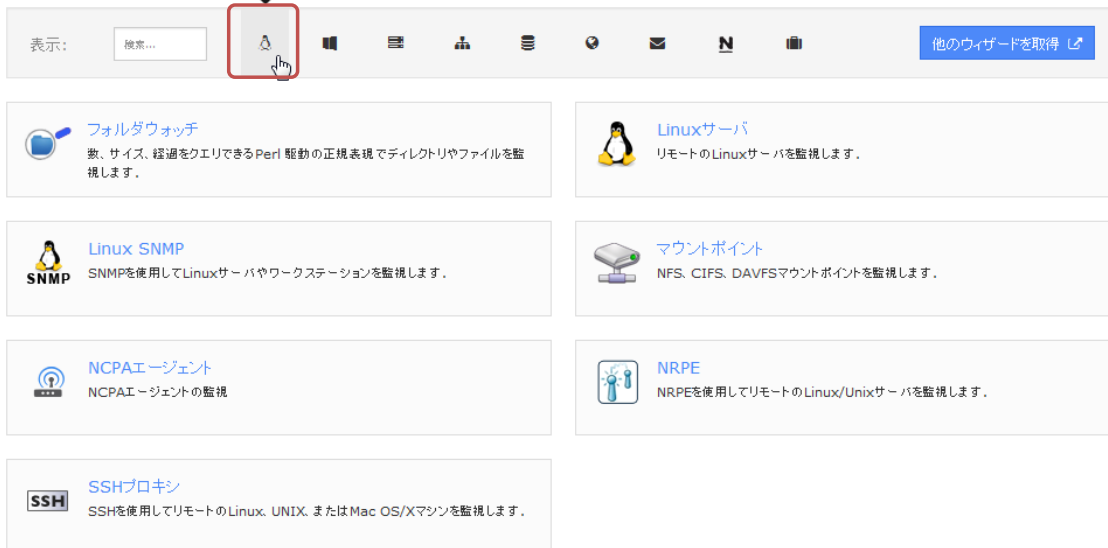 表示:
検索...
N
他のウィザードを取得
フォルダウォッチ
数、サイズ、経過をクエリできるPerl 駆動の正規表現でディレクトリやファイルを監
視します.
Linuxサーバ
リモートのLinuxサーバを監視します.
SNMP
Linux SNMP
SNMPを使用してLinuxサーバやワークステーションを監視します.
マウントポイント
NFS、CIFS、DAVFSマウントポイントを監視します.
NCPAエージェント
NCPAエージェントの監視
NRPE
NRPEを使用してリモートのLinux/Unixサーバを監視します.
SSH
SSHプロキシ
SSHを使用してリモートのLinux、UNIX、またはMac OS/Xマシンを監視します.